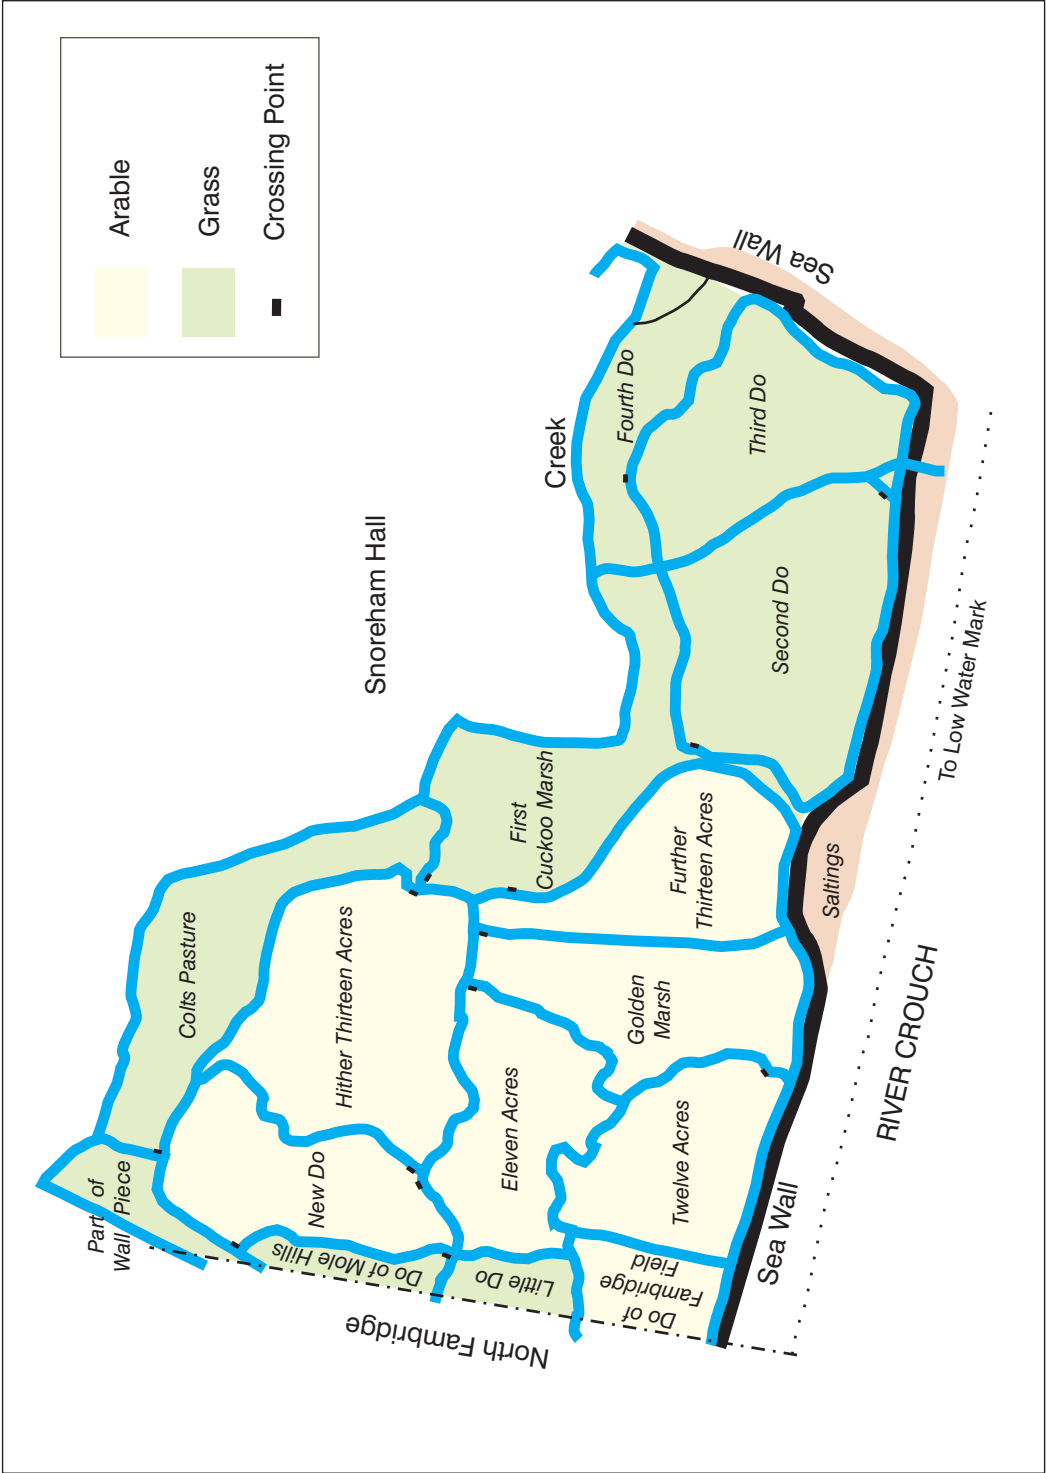 Arable
Grass
Crossing Point
Snoreham Hall
Creek
Sea Wall
Fourth Do
Third Do
Second Do
First
Cuckoo Marsh
Colts Pasture
Hither Thirteen Acres
Further
Thirteen Acres
Golden
Marsh
Eleven Acres
Twelve Acres
New Do
Part of
Wall Piece
Do of Mole Hills
Little Do
Do of
Fambridge
Field
North Fambridge
Sea Wall
Saltings
RIVER CROUCH
To Low Water Mark